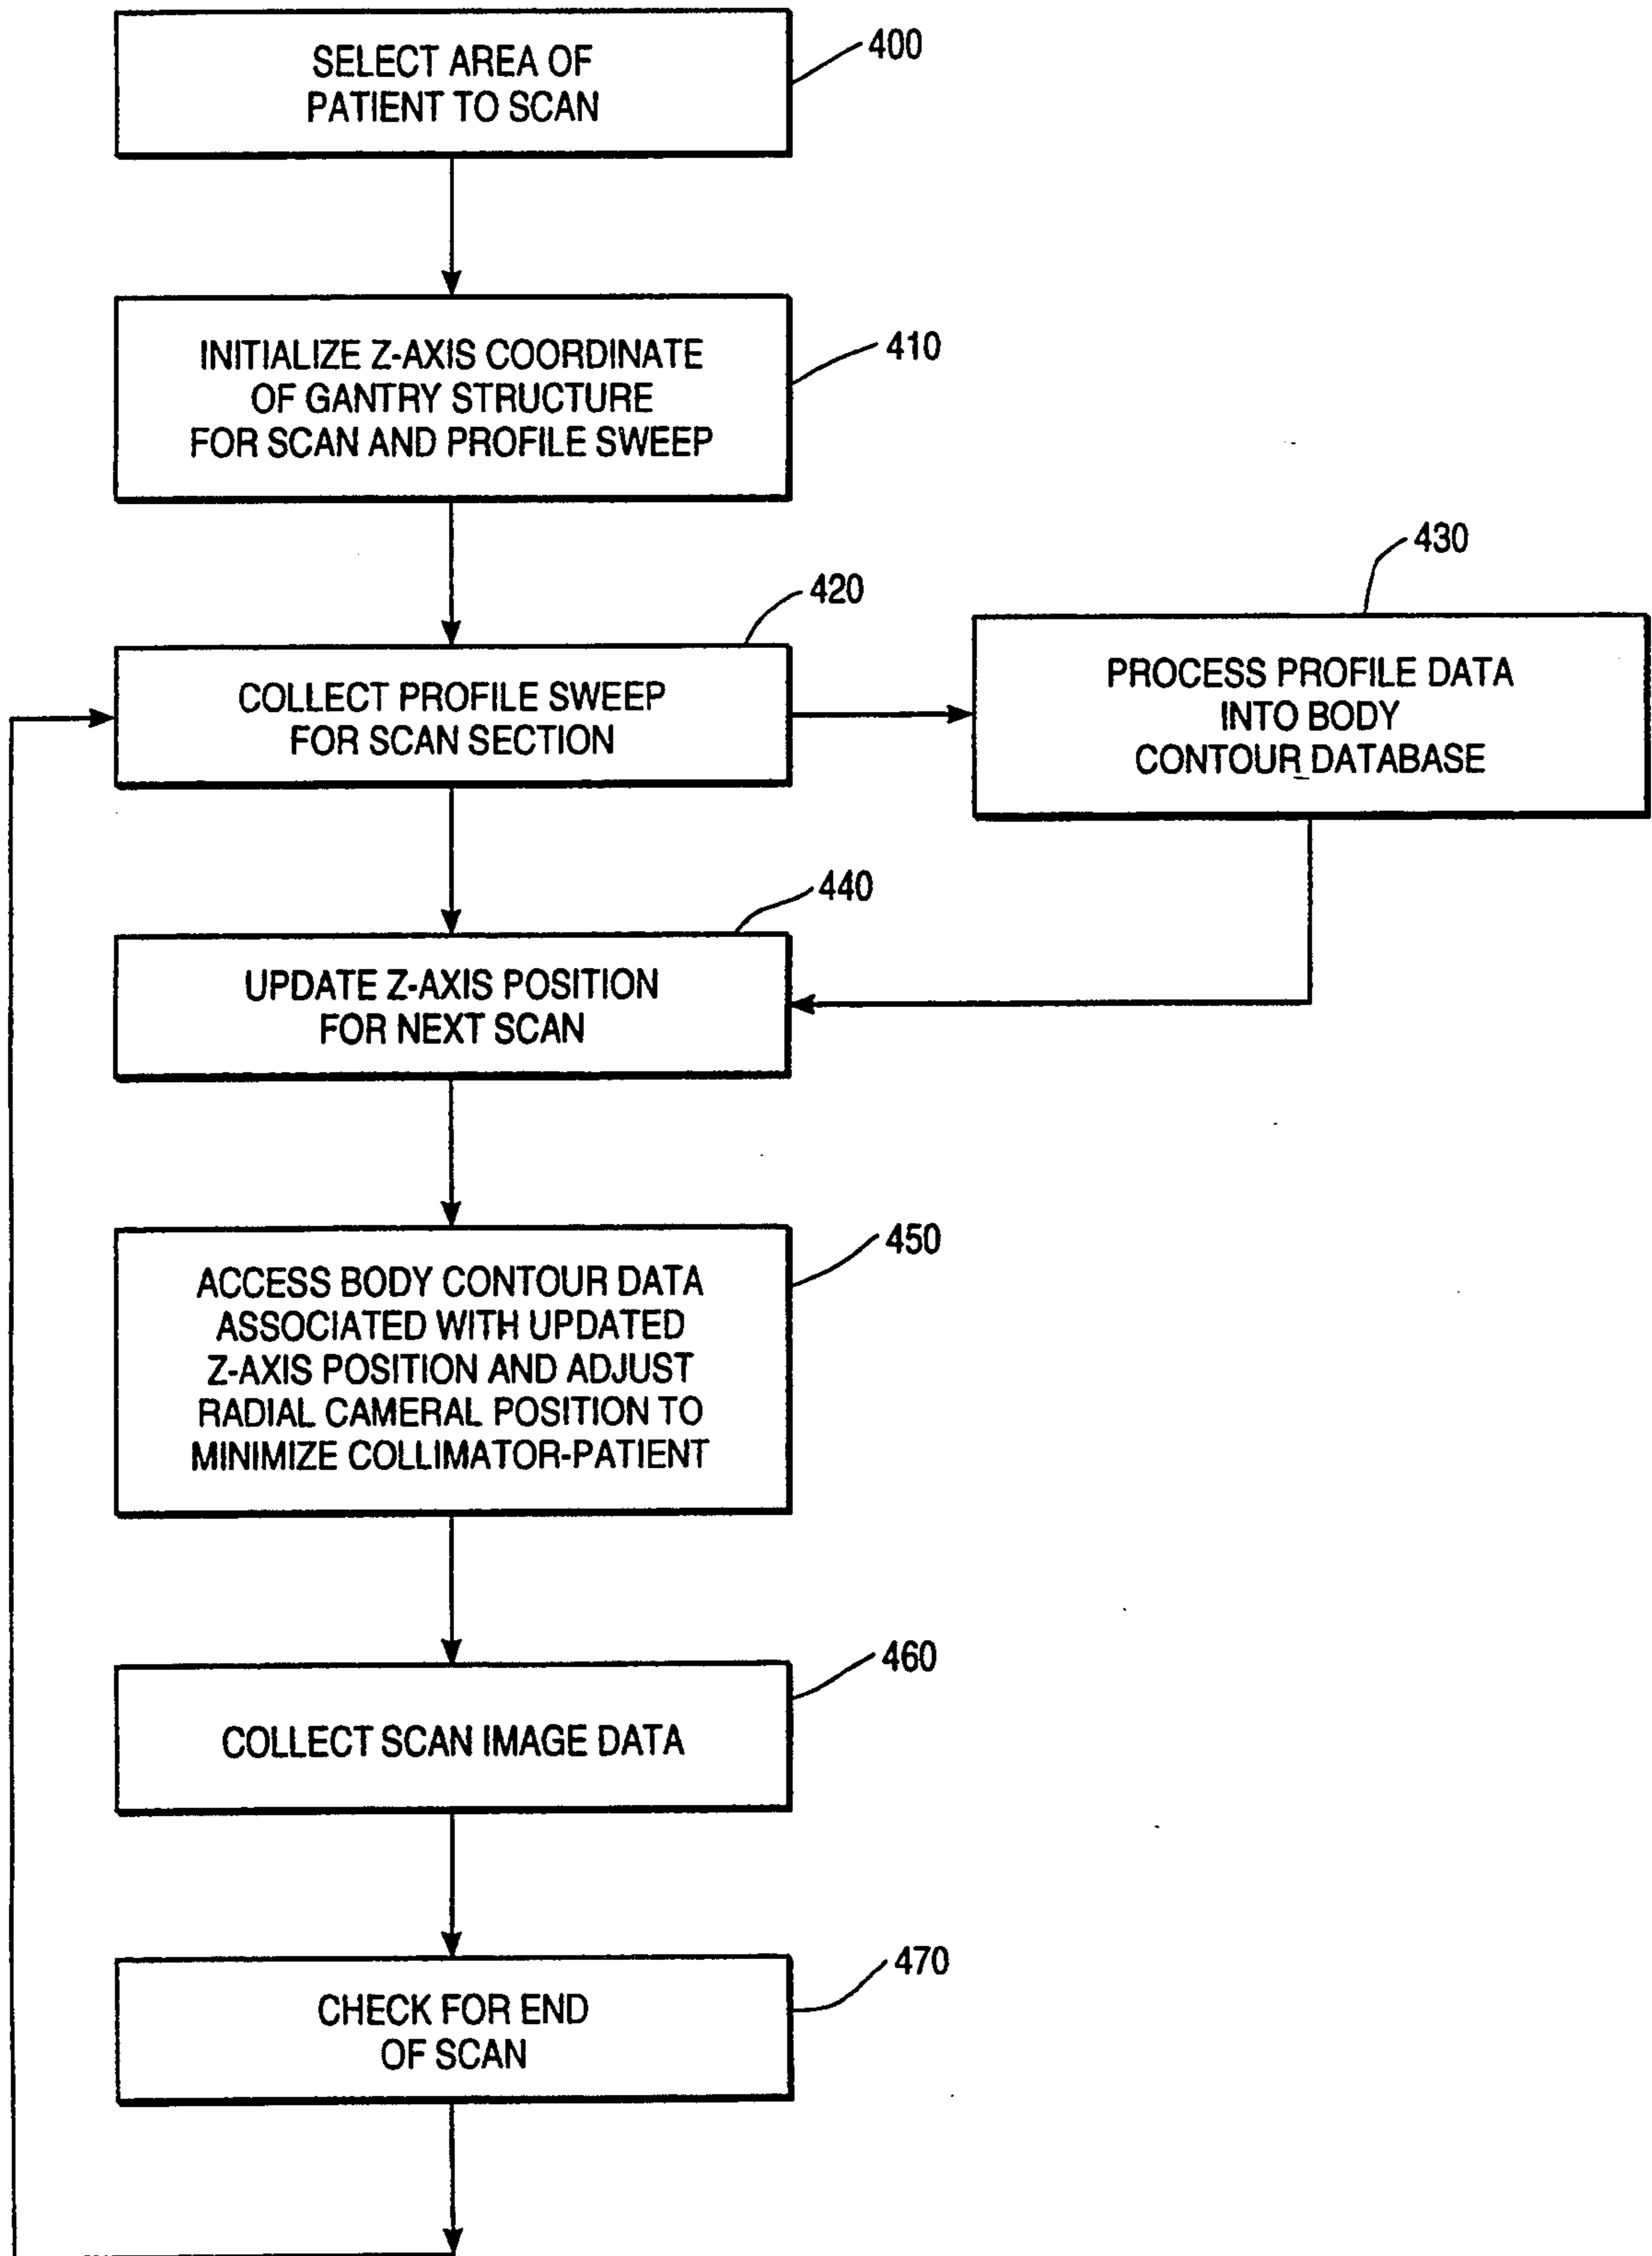 SELECT AREA OF
PATIENT TO SCAN
400
INITIALIZE Z-AXIS COORDINATE
OF GANTRY STRUCTURE
FOR SCAN AND PROFILE SWEEP
410
COLLECT PROFILE SWEEP
FOR SCAN SECTION
420
PROCESS PROFILE DATA
INTO BODY
CONTOUR DATABASE
430
UPDATE Z-AXIS POSITION
FOR NEXT SCAN
440
ACCESS BODY CONTOUR DATA
ASSOCIATED WITH UPDATED
Z-AXIS POSITION AND ADJUST
RADIAL CAMERAL POSITION TO
MINIMIZE COLLIMATOR-PATIENT
450
COLLECT SCAN IMAGE DATA
460
CHECK FOR END
OF SCAN
470